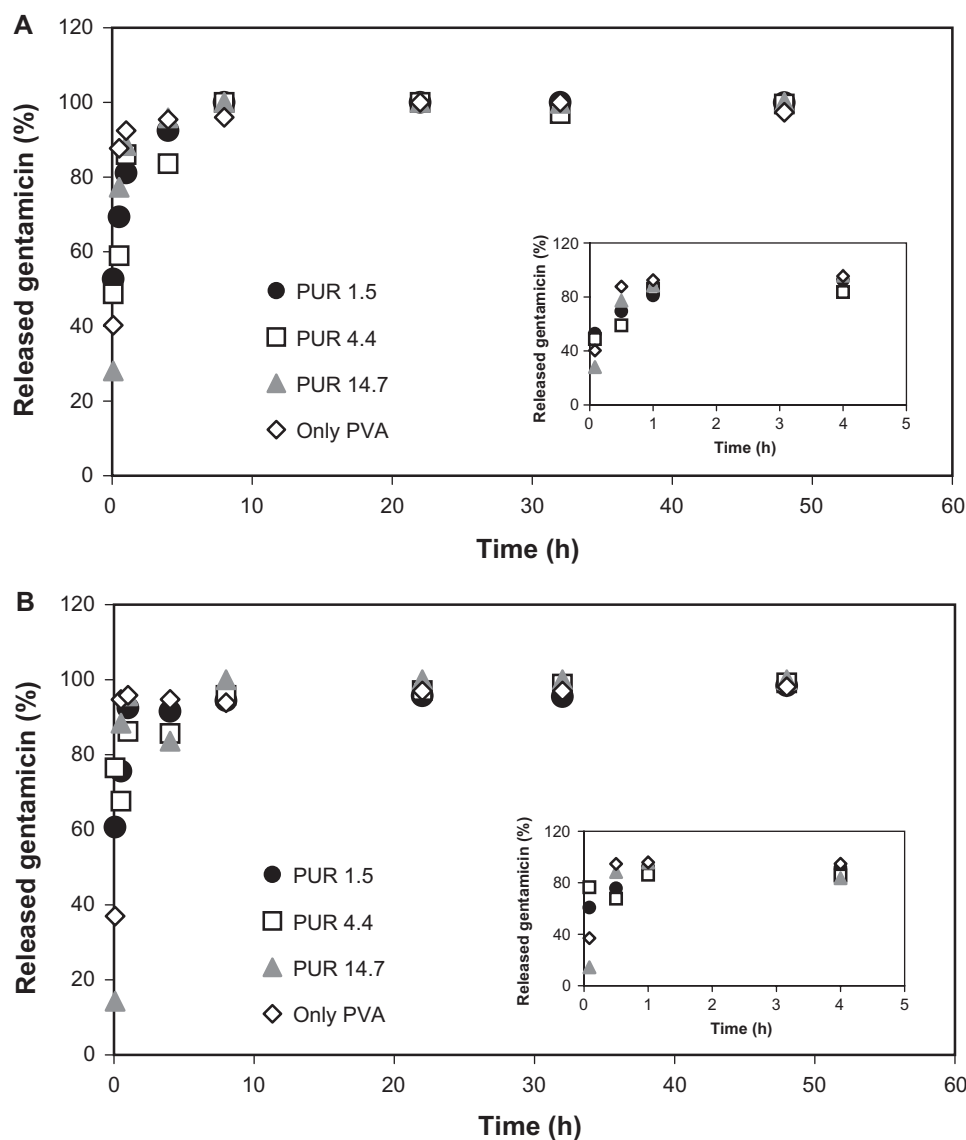 A
120
100
80
60
40
20
0
Released gentamicin (%)
PUR 1.5
PUR 4.4
PUR 14.7
Only PVA
120
80
40
0
Released gentamicin (%)
0 1 2 3 4 5
Time (h)
0 10 20 30 40 50 60
Time (h)
B
120
100
80
60
40
20
0
Released gentamicin (%)
PUR 1.5
PUR 4.4
PUR 14.7
Only PVA
120
80
40
0
Released gentamicin (%)
0 1 2 3 4 5
Time (h)
0 10 20 30 40 50 60
Time (h)